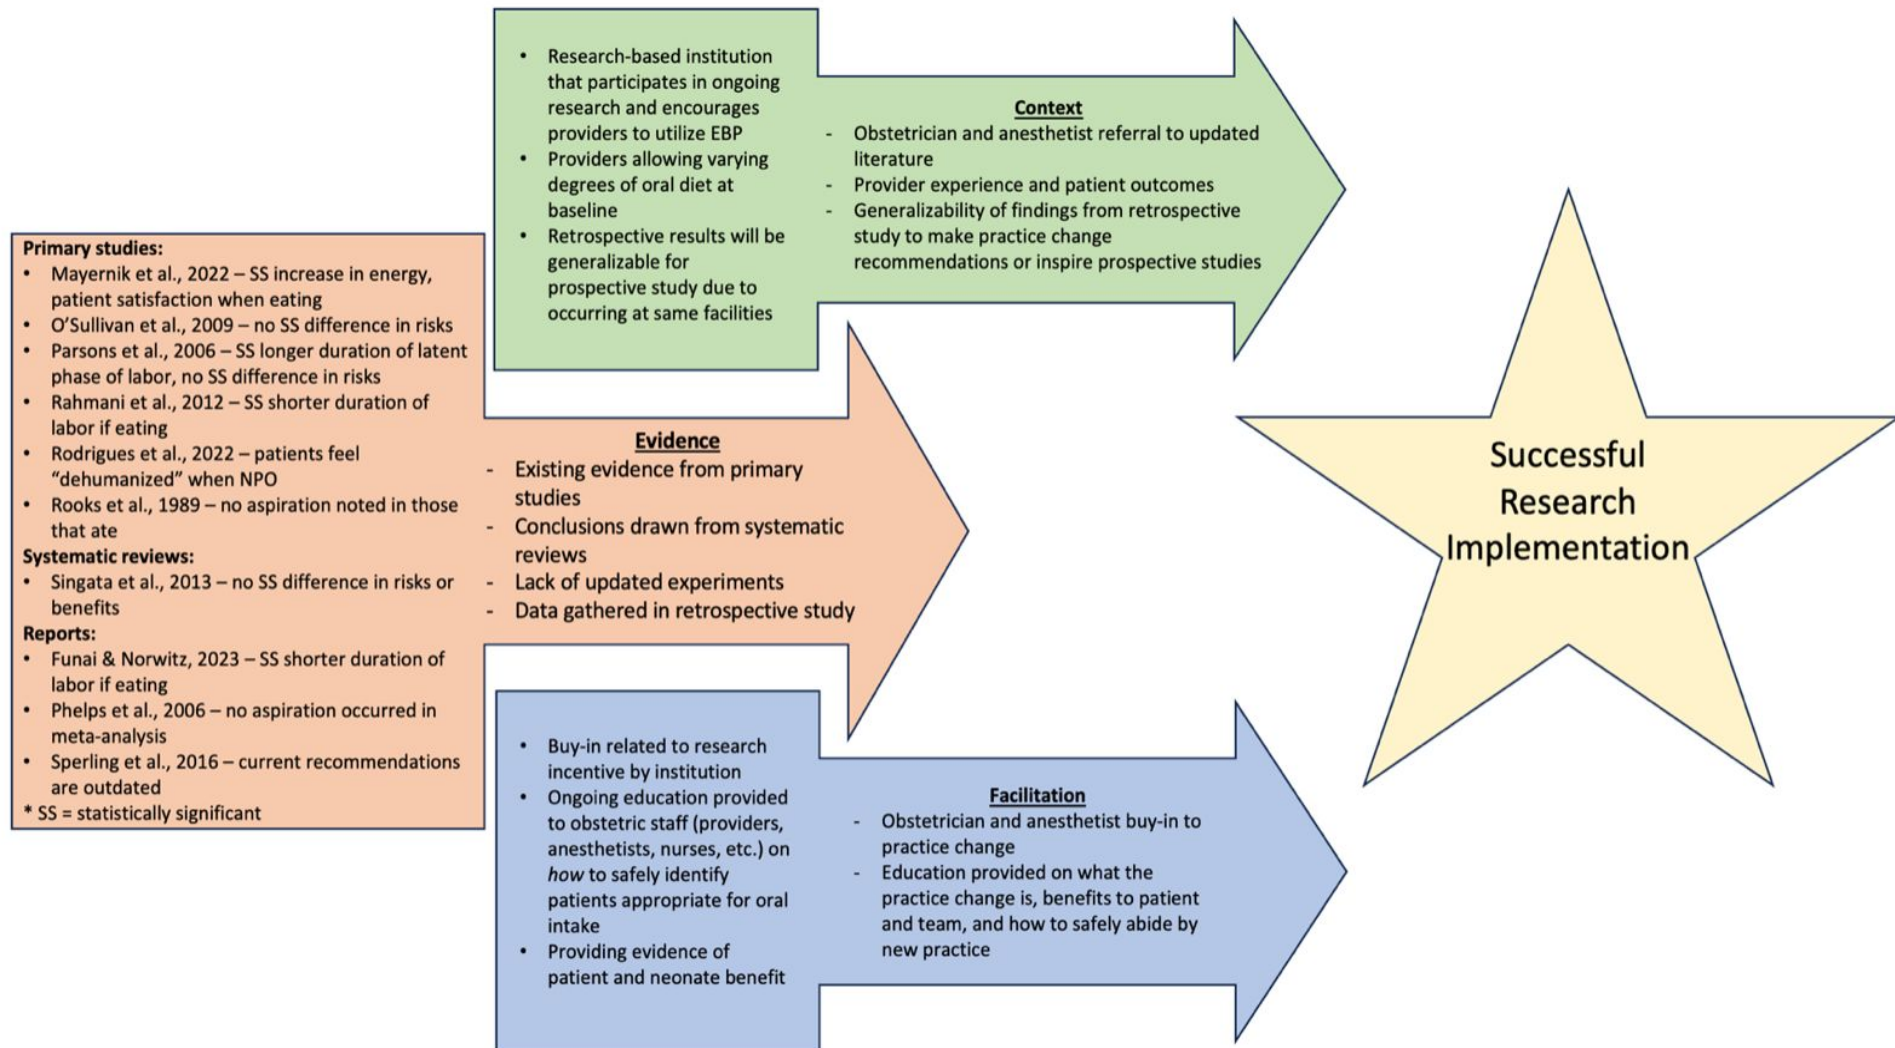 • Research-based institution
that participates in ongoing
research and encourages
providers to utilize EBP
• Providers allowing varying
degrees of oral diet at
baseline
• Retrospective results will be
generalizable for
prospective study due to
occurring at same facilities
Context
- Obstetrician and anesthetist referral to updated
literature
- Provider experience and patient outcomes
- Generalizability of findings from retrospective
study to make practice change
recommendations or inspire prospective studies
Primary studies:
• Mayernik et al., 2022 – SS increase in energy,
patient satisfaction when eating
• O’Sullivan et al., 2009 – no SS difference in risks
• Parsons et al., 2006 – SS longer duration of latent
phase of labor, no SS difference in risks
• Rahmani et al., 2012 – SS shorter duration of
labor if eating
• Rodrigues et al., 2022 – patients feel
“dehumanized” when NPO
• Rooks et al., 1989 – no aspiration noted in those
that ate
Systematic reviews:
• Singata et al., 2013 – no SS difference in risks or
benefits
Reports:
• Funai & Norwitz, 2023 – SS shorter duration of
labor if eating
• Phelps et al., 2006 – no aspiration occurred in
meta-analysis
• Sperling et al., 2016 – current recommendations
are outdated
* SS = statistically significant
Evidence
- Existing evidence from primary
studies
- Conclusions drawn from systematic
reviews
- Lack of updated experiments
- Data gathered in retrospective study
• Buy-in related to research
incentive by institution
• Ongoing education provided
to obstetric staff (providers,
anesthetists, nurses, etc.) on
how to safely identify
patients appropriate for oral
intake
• Providing evidence of
patient and neonate benefit
Facilitation
- Obstetrician and anesthetist buy-in to
practice change
- Education provided on what the
practice change is, benefits to patient
and team, and how to safely abide by
new practice
Successful
Research
Implementation